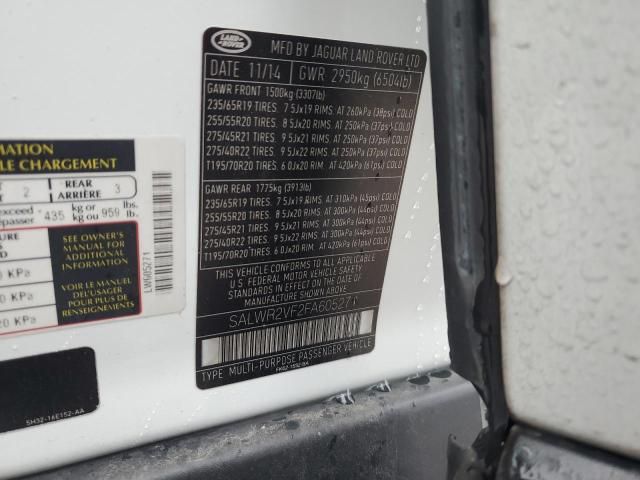 LAND ROVER
MFD BY JAGUAR LAND ROVER LTD
DATE 11/14 GWR 2950kg (6504lb)
GAWR FRONT 1500kg (3307lb)
235/65R19 TIRES. 7 5Jx19 RIMS. AT 260kPa (38psi) COLD
255/55R20 TIRES. 8 5Jx20 RIMS. AT 250kPa (37psi) COLD
275/45R21 TIRES. 9 5Jx21 RIMS. AT 250kPa (37psi) COLD
275/40R22 TIRES. 9 5Jx22 RIMS. AT 250kPa (37psi) COLD
T195/70R20 TIRES. 6 0Jx20 RIM. AT 420kPa (61psi) COLD
GAWR REAR 1775kg (3913lb)
235/65R19 TIRES. 7 5Jx19 RIMS. AT 310kPa (45psi) COLD
255/55R20 TIRES. 8 5Jx20 RIMS. AT 300kPa (44psi) COLD
275/45R21 TIRES. 9 5Jx21 RIMS. AT 300kPa (44psi) COLD
275/40R22 TIRES. 9 5Jx22 RIMS. AT 300kPa (44psi) COLD
T195/70R20 TIRES. 6 0Jx20 RIM. AT 420kPa (61psi) COLD
THIS VEHICLE CONFORMS TO ALL APPLICABLE
U.S. FEDERAL MOTOR VEHICLE SAFETY
STANDARDS IN EFFECT ON THE DATE OF
MANUFACTURE SHOWN ABOVE
SALWR2VF2FA605271
TYPE MULTI-PURPOSE PASSENGER VEHICLE
MATION
LE CHARGEMENT
2 REAR ARRIÈRE 3
exceed
passer 435 kg or kg ou 959 lbs. lb.
SEE OWNER'S
MANUAL FOR
ADDITIONAL
INFORMATION
VOIR LE MANUEL
DE L'USAGER
POUR PLUS DE
RENSEIGNEMENTS
KPa
KPa
20 KPa
LW605271
5H32-14E152-AA